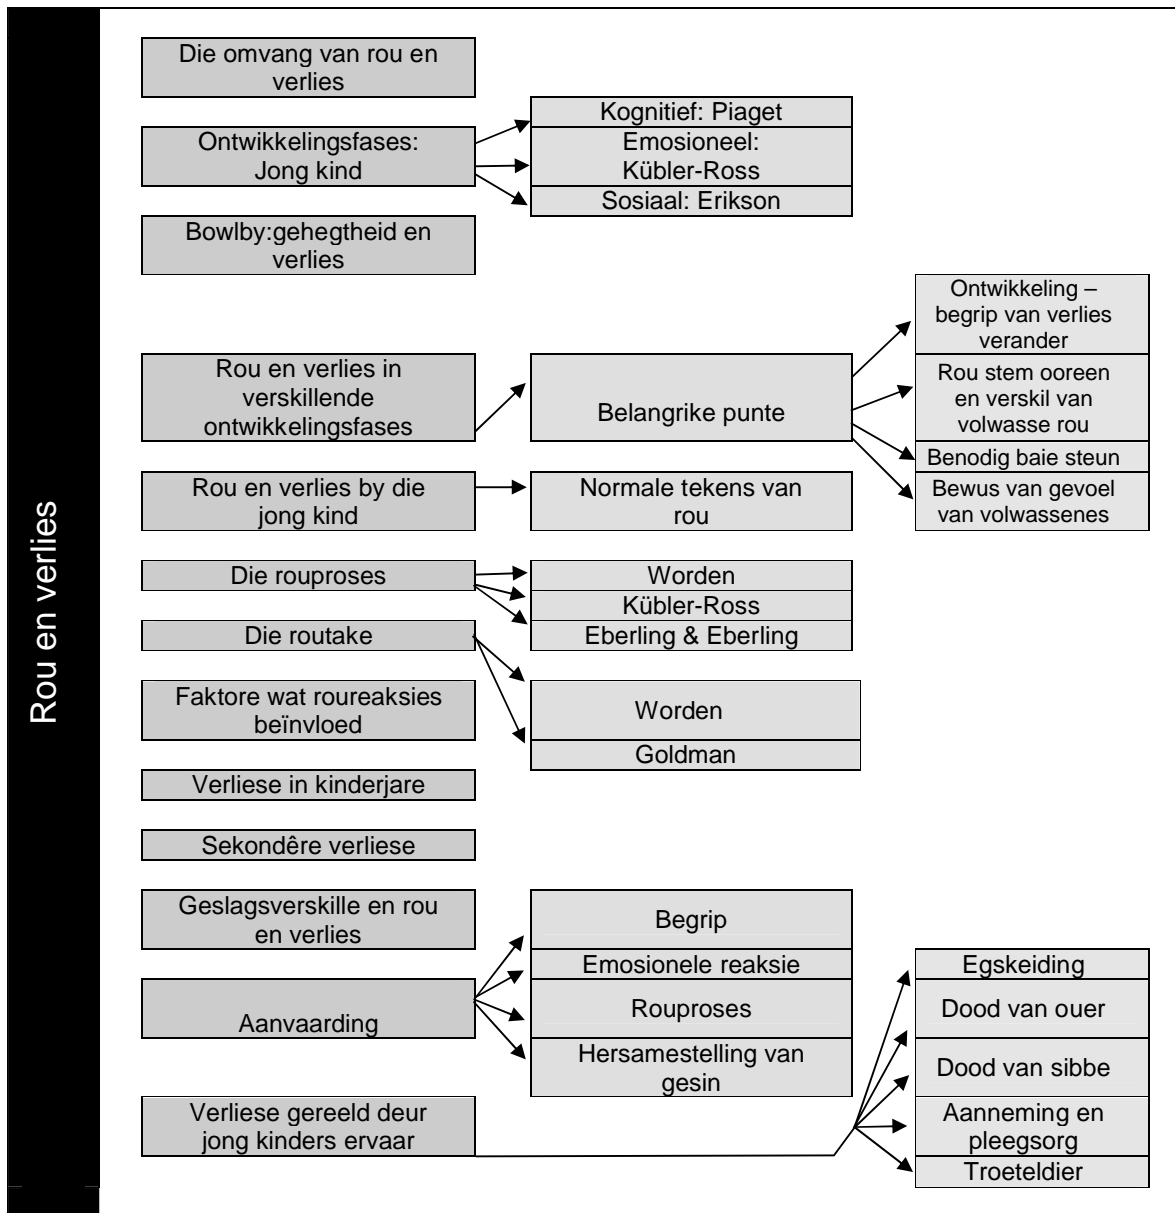 Rou en verlies
Die omvang van rou en
verlies
Ontwikkelingsfases:
Jong kind
Kognitief: Piaget
Emosioneel:
Kübler-Ross
Sosiaal: Erikson
Bowlby:gehegtheid en
verlies
Rou en verlies in
verskillende
ontwikkelingsfases
Belangrike punte
Ontwikkeling –
begrip van verlies
verander
Rou stem ooreen
en verskil van
volwasse rou
Benodig baie steun
Bewus van gevoel
van volwassenes
Rou en verlies by die
jong kind
Normale tekens van
rou
Die rouproses
Worden
Kübler-Ross
Eberling & Eberling
Die routake
Worden
Goldman
Faktore wat roureaksies
beïnvloed
Verliese in kinderjare
Sekondêre verliese
Geslagsverskille en rou
en verlies
Aanvaarding
Begrip
Emosionele reaksie
Rouproses
Hersamestelling van
gesin
Verliese gereeld deur
jong kinders ervaar
Egskeiding
Dood van ouer
Dood van sibbe
Aanneming en
pleegsorg
Troeteldier